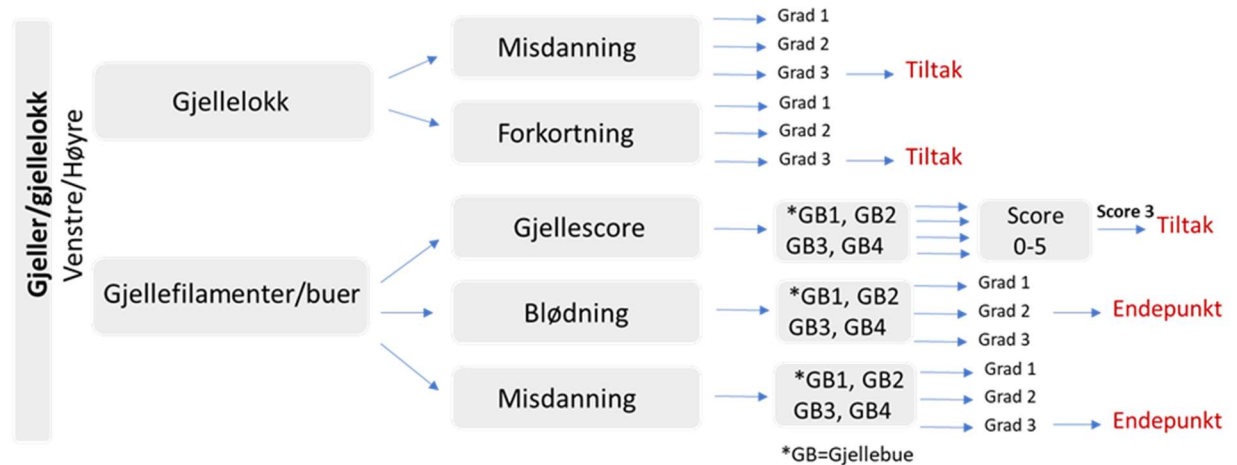 Gjeller/gjellelokk
Venstre/Høyre
Gjellelokk
Misdanning
Grad 1
Grad 2
Grad 3
Tiltak
Forkortning
Grad 1
Grad 2
Grad 3
Tiltak
Gjellefilamenter/buer
Gjellescore
*GB1, GB2
GB3, GB4
Score
0-5
Score 3
Tiltak
Blødning
*GB1, GB2
GB3, GB4
Grad 1
Grad 2
Grad 3
Endepunkt
Misdanning
*GB1, GB2
GB3, GB4
Grad 1
Grad 2
Grad 3
Endepunkt
*GB=Gjellebue